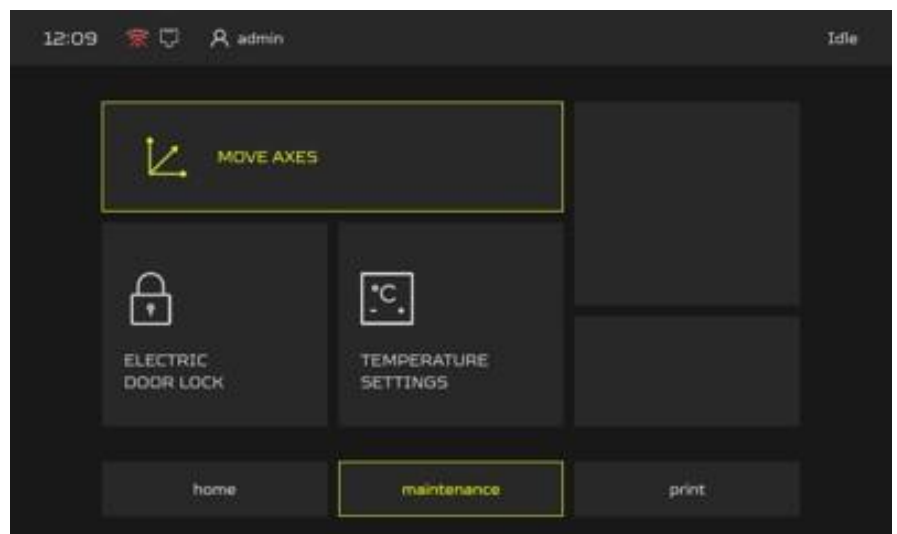 12:09 admin Idle
MOVE AXES
ELECTRIC
DOOR LOCK
°C
TEMPERATURE
SETTINGS
home maintenance print